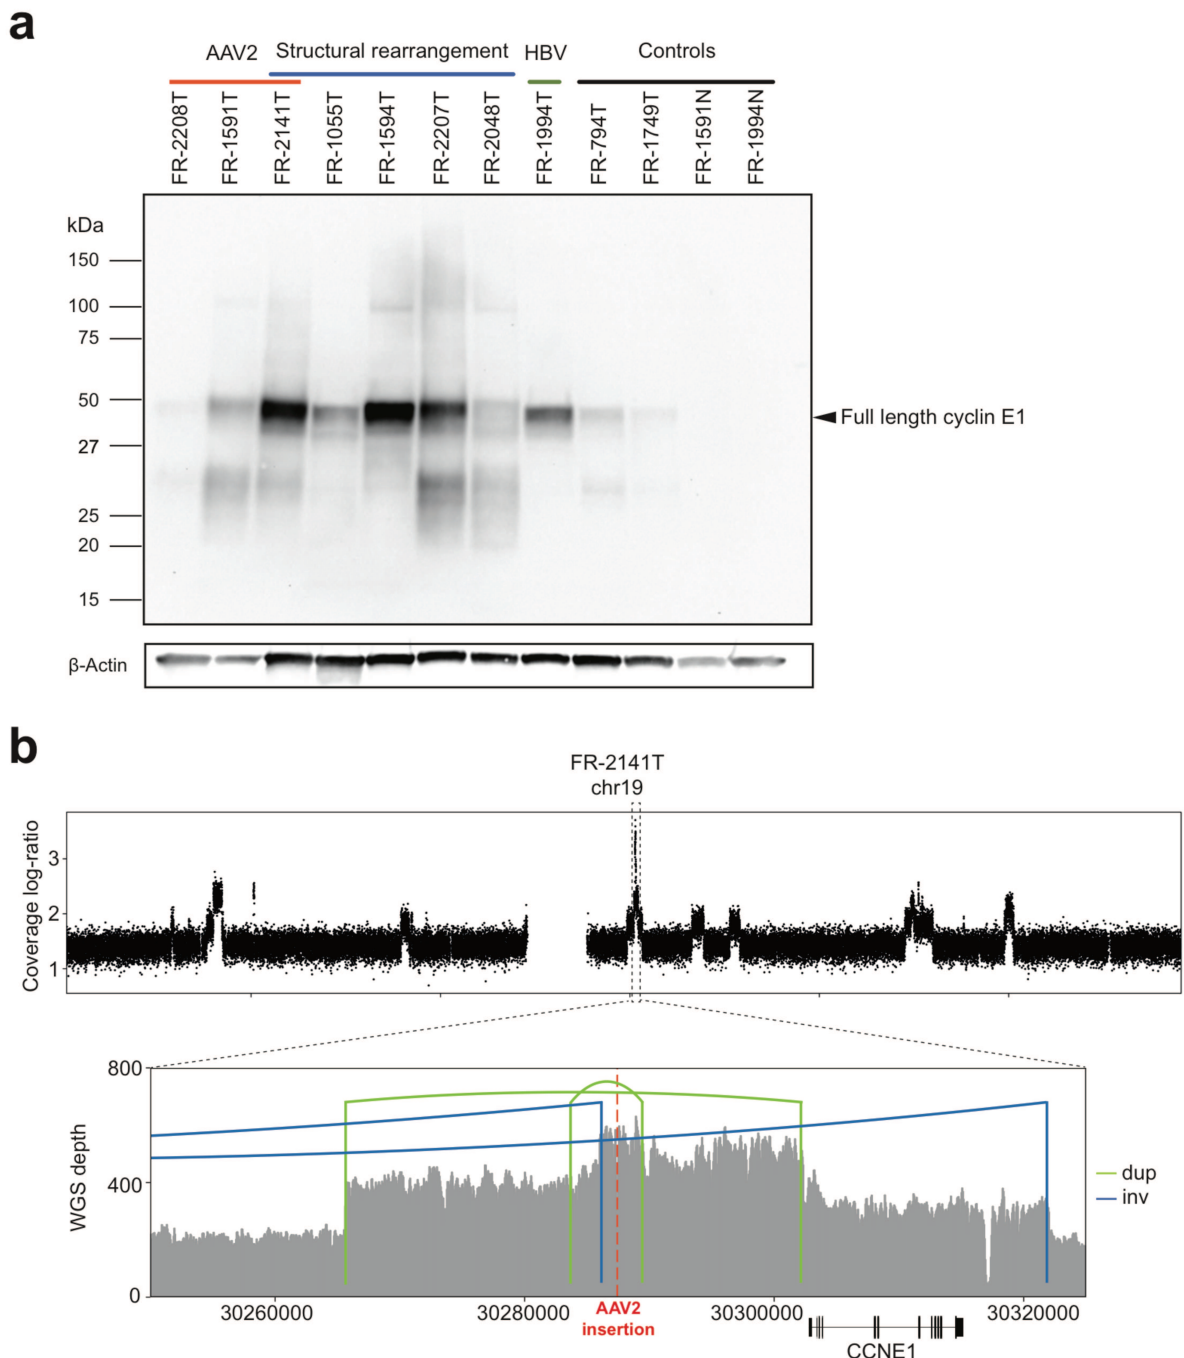 a
AAV2
Structural rearrangement
HBV
Controls
FR-2208T
FR-1591T
FR-2141T
FR-1055T
FR-1594T
FR-2207T
FR-2048T
FR-1994T
FR-794T
FR-1749T
FR-1591N
FR-1994N
kDa
150
100
75
50
27
25
20
15
Full length cyclin E1
β-Actin
b
FR-2141T
chr19
Coverage log-ratio
3
2
1
WGS depth
800
400
0
dup
inv
30260000
30280000
30300000
30320000
AAV2
insertion
CCNE1